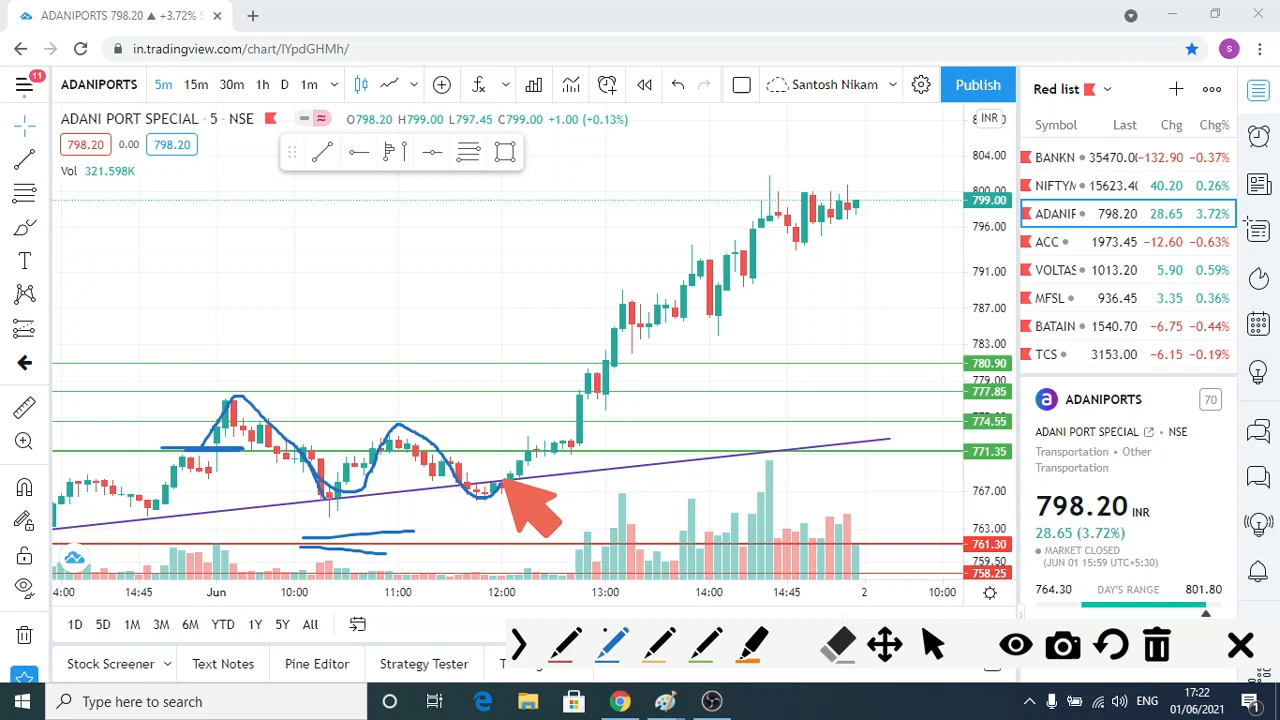 ADANIPORTS 798.20 ▲ +3.72% S
in.tradingview.com/chart/IYpdGHMh/
S
11
ADANIPORTS 5m 15m 30m 1h D 1m
Santosh Nikam
Publish
ADANI PORT SPECIAL · 5 · NSE
O798.20 H799.00 L797.45 C799.00 +1.00 (+0.13%)
798.20 0.00 798.20
Vol 321.598K
INR
804.00
800.00
799.00
796.00
791.00
787.00
783.00
780.90
779.00
777.85
774.55
771.35
767.00
763.00
761.30
759.50
758.25
14:45 Jun 10:00 11:00 12:00 13:00 14:00 14:45 2 10:00
1D 5D 1M 3M 6M YTD 1Y 5Y All
Stock Screener Text Notes Pine Editor Strategy Tester
Red list
Symbol Last Chg Chg%
BANKN 35470.0 −132.90 −0.37%
NIFTY 15623.4 40.20 0.26%
ADANIF 798.20 28.65 3.72%
ACC 1973.45 −12.60 −0.63%
VOLTAS 1013.20 5.90 0.59%
MFSL 936.45 3.35 0.36%
BATAIN 1540.70 −6.75 −0.44%
TCS 3153.00 −6.15 −0.19%
a ADANIPORTS 70
ADANI PORT SPECIAL · NSE
Transportation • Other
Transportation
798.20 INR
28.65 (3.72%)
MARKET CLOSED
(JUN 01 15:59 UTC+5:30)
764.30 DAY'S RANGE 801.80
Type here to search
ENG
17:22
01/06/2021
1